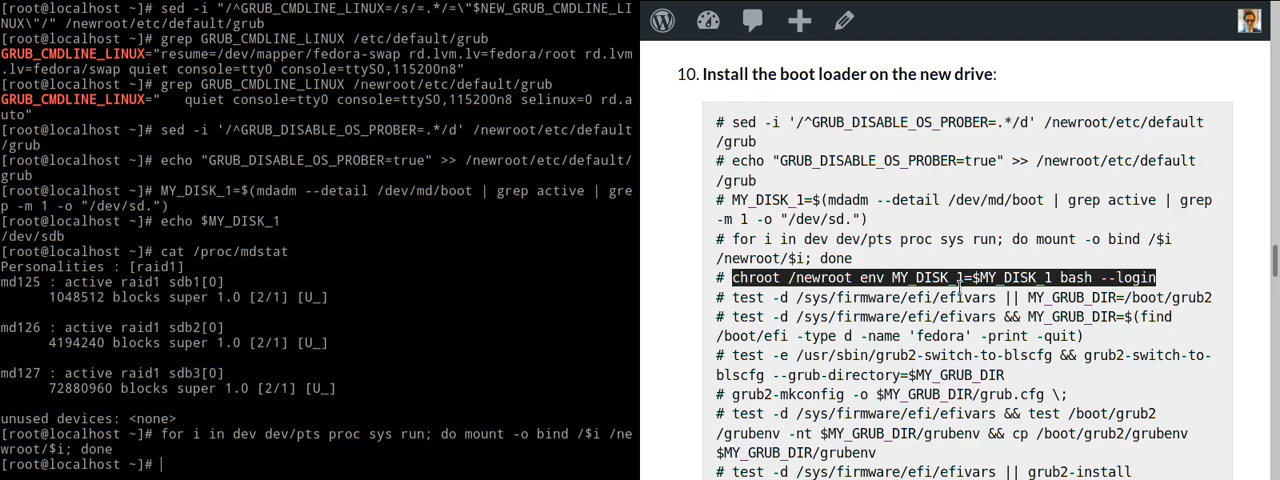 [root@localhost ~]# sed -i "/^GRUB_CMDLINE_LINUX=/s/=.*/=\"$NEW_GRUB_CMDLINE_LI
NUX\"/" /newroot/etc/default/grub
[root@localhost ~]# grep GRUB_CMDLINE_LINUX /etc/default/grub
GRUB_CMDLINE_LINUX="resume=/dev/mapper/fedora-swap rd.lvm.lv=fedora/root rd.lvm
.lv=fedora/swap quiet console=tty0 console=ttyS0,115200n8"
[root@localhost ~]# grep GRUB_CMDLINE_LINUX /newroot/etc/default/grub
GRUB_CMDLINE_LINUX="   quiet console=tty0 console=ttyS0,115200n8 selinux=0 rd.a
uto"
[root@localhost ~]# sed -i '/^GRUB_DISABLE_OS_PROBER=.*/d' /newroot/etc/default
/grub
[root@localhost ~]# echo "GRUB_DISABLE_OS_PROBER=true" >> /newroot/etc/default/
grub
[root@localhost ~]# MY_DISK_1=$(mdadm --detail /dev/md/boot | grep active | gre
p -m 1 -o "/dev/sd.")
[root@localhost ~]# echo $MY_DISK_1
/dev/sdb
[root@localhost ~]# cat /proc/mdstat
Personalities : [raid1]
md125 : active raid1 sdb1[0]
      1048512 blocks super 1.0 [2/1] [U_]
md126 : active raid1 sdb2[0]
      4194240 blocks super 1.0 [2/1] [U_]
md127 : active raid1 sdb3[0]
      72880960 blocks super 1.0 [2/1] [U_]
unused devices: <none>
[root@localhost ~]# for i in dev dev/pts proc sys run; do mount -o bind /$i /ne
wroot/$i; done
[root@localhost ~]#
10. Install the boot loader on the new drive:
# sed -i '/^GRUB_DISABLE_OS_PROBER=.*/d' /newroot/etc/default
/grub
# echo "GRUB_DISABLE_OS_PROBER=true" >> /newroot/etc/default
/grub
# MY_DISK_1=$(mdadm --detail /dev/md/boot | grep active | grep
-m 1 -o "/dev/sd.")
# for i in dev dev/pts proc sys run; do mount -o bind /$i
/newroot/$i; done
# chroot /newroot env MY_DISK_1=$MY_DISK_1 bash --login
# test -d /sys/firmware/efi/efivars || MY_GRUB_DIR=/boot/grub2
# test -d /sys/firmware/efi/efivars && MY_GRUB_DIR=$(find
/boot/efi -type d -name 'fedora' -print -quit)
# test -e /usr/sbin/grub2-switch-to-blscfg && grub2-switch-to-
blscfg --grub-directory=$MY_GRUB_DIR
# grub2-mkconfig -o $MY_GRUB_DIR/grub.cfg \;
# test -d /sys/firmware/efi/efivars && test /boot/grub2
/grubenv -nt $MY_GRUB_DIR/grubenv && cp /boot/grub2/grubenv
$MY_GRUB_DIR/grubenv
# test -d /sys/firmware/efi/efivars || grub2-install